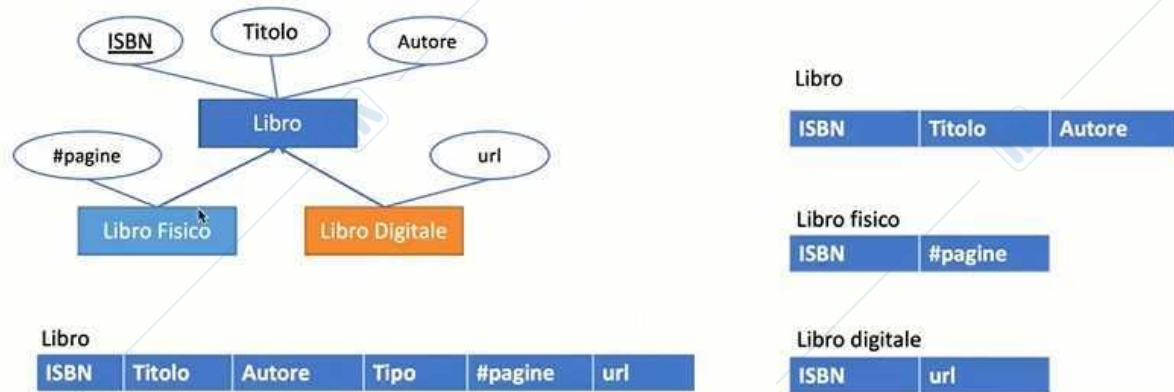 ISBN
Titolo
Autore
Libro
#pagine
url
Libro Fisico
Libro Digitale
Libro
ISBN Titolo Autore Tipo #pagine url
Libro
ISBN Titolo Autore
Libro fisico
ISBN #pagine
Libro digitale
ISBN url